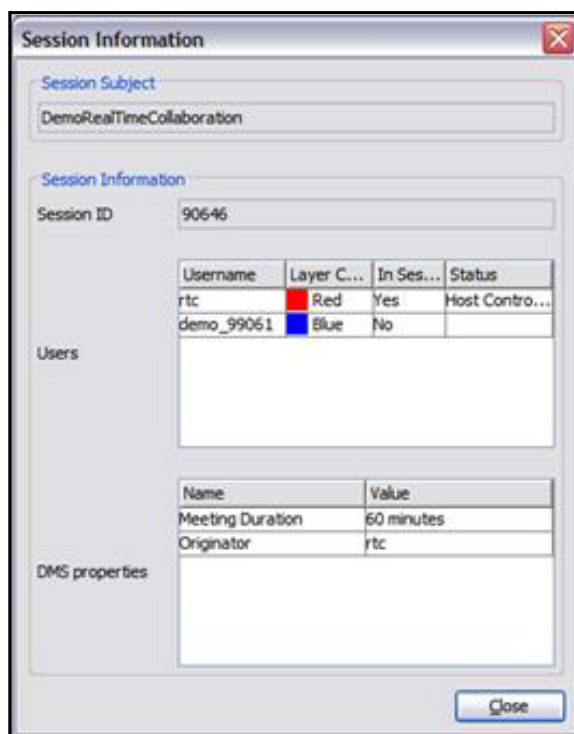 Session Information
Session Subject
DemoRealTimeCollaboration
Session Information
Session ID 90646
Username Layer C... In Ses... Status
rtc Red Yes Host Contro...
demo_99061 Blue No
Users
Name Value
Meeting Duration 60 minutes
Originator rtc
DMS properties
Close